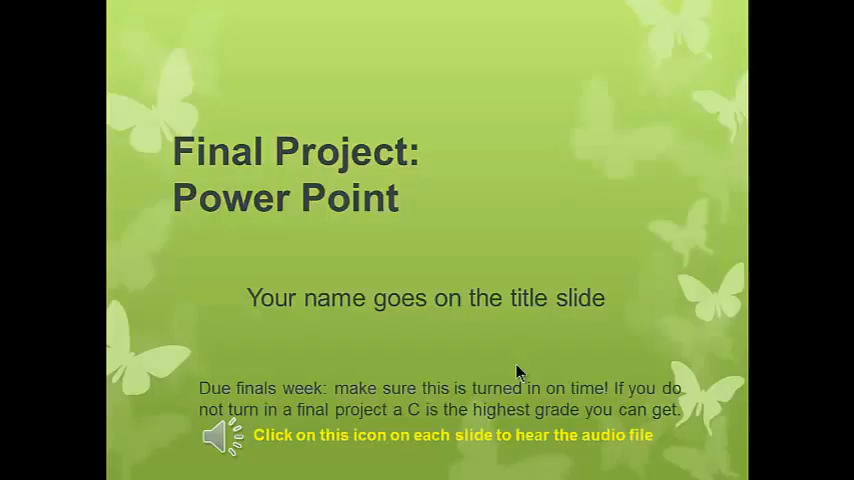 Final Project:
Power Point
Your name goes on the title slide
Due finals week: make sure this is turned in on time! If you do
not turn in a final project a C is the highest grade you can get.
Click on this icon on each slide to hear the audio file